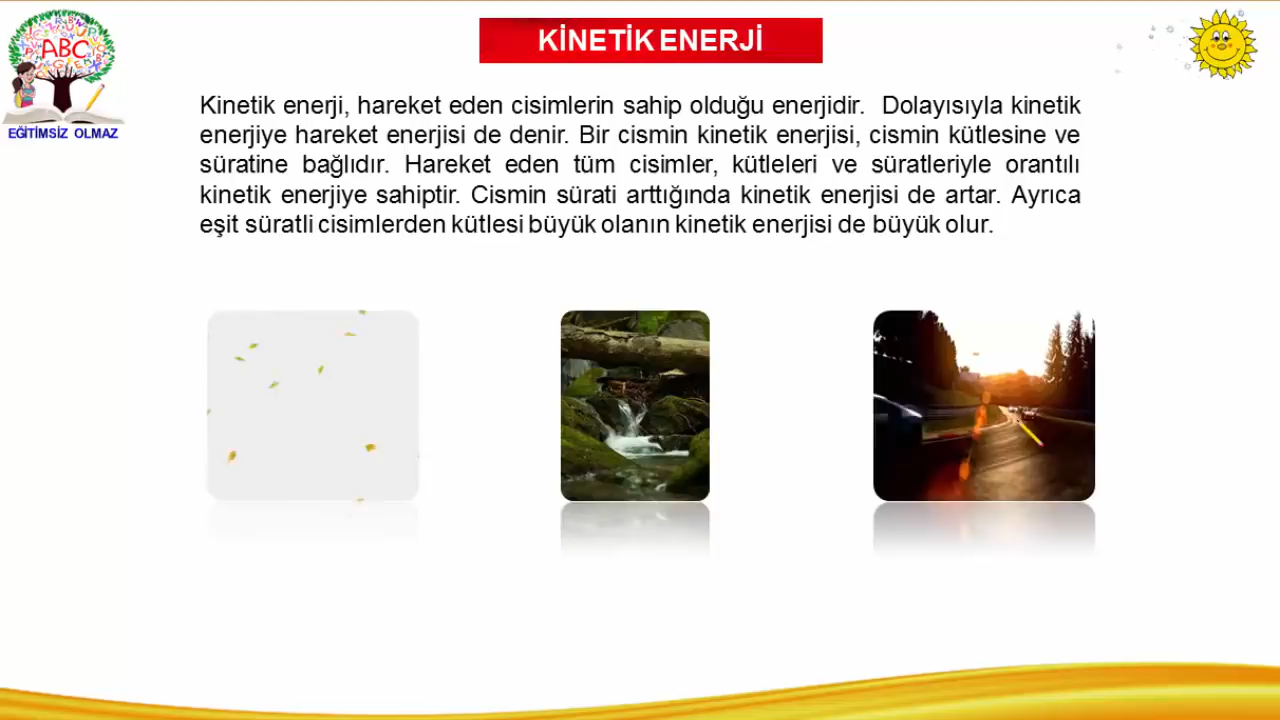 KİNETİK ENERJİ
ABC
EĞİTİMSİZ OLMAZ
Kinetik enerji, hareket eden cisimlerin sahip olduğu enerjidir. Dolayısıyla kinetik
enerjiye hareket enerjisi de denir. Bir cismin kinetik enerjisi, cismin kütlesine ve
süratine bağlıdır. Hareket eden tüm cisimler, kütleleri ve süratleriyle orantılı
kinetik enerjiye sahiptir. Cismin sürati arttığında kinetik enerjisi de artar. Ayrıca
eşit süratli cisimlerden kütlesi büyük olanın kinetik enerjisi de büyük olur.